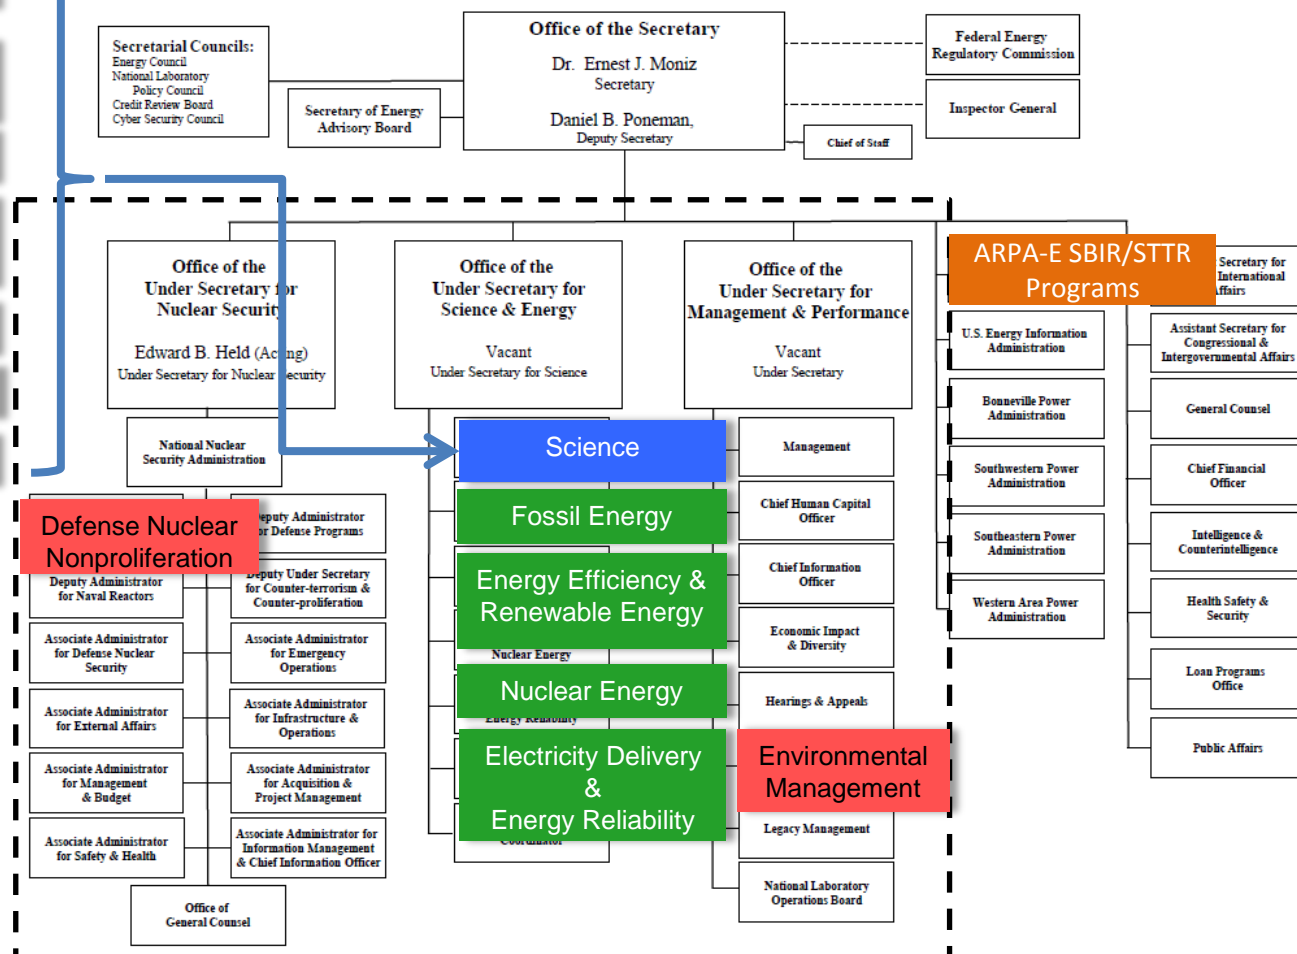 Secretarial Councils:
Energy Council
National Laboratory
Policy Council
Credit Review Board
Cyber Security Council
Secretary of Energy
Advisory Board
Office of the Secretary
Dr. Ernest J. Moniz
Secretary
Daniel B. Poneman,
Deputy Secretary
Federal Energy
Regulatory Commission
Inspector General
Chief of Staff
Office of the
Under Secretary for
Nuclear Security
Edward B. Held (Acting)
Under Secretary for Nuclear Security
Office of the
Under Secretary for
Science & Energy
Vacant
Under Secretary for Science
Office of the
Under Secretary for
Management & Performance
Vacant
Under Secretary
ARPA-E SBIR/STTR
Programs
Secretary for
International
Affairs
U.S. Energy Information
Administration
Bonneville Power
Administration
Southwestern Power
Administration
Southeastern Power
Administration
Western Area Power
Administration
Assistant Secretary for
Congressional &
Intergovernmental Affairs
General Counsel
Chief Financial
Officer
Intelligence &
Counterintelligence
Health Safety &
Security
Loan Programs
Office
Public Affairs
National Nuclear
Security Administration
Defense Nuclear
Nonproliferation
Deputy Administrator
for Defense Programs
Deputy Administrator
for Naval Reactors
Deputy Under Secretary
for Counter-terrorism &
Counter-proliferation
Associate Administrator
for Defense Nuclear
Security
Associate Administrator
for Emergency
Operations
Associate Administrator
for External Affairs
Associate Administrator
for Infrastructure &
Operations
Associate Administrator
for Management
& Budget
Associate Administrator
for Acquisition &
Project Management
Associate Administrator
for Safety & Health
Associate Administrator for
Information Management
& Chief Information Officer
Office of
General Counsel
Science
Fossil Energy
Energy Efficiency &
Renewable Energy
Nuclear Energy
Nuclear Energy
Energy Reliability
Electricity Delivery
&
Energy Reliability
Coordinator
Management
Chief Human Capital
Officer
Chief Information
Officer
Economic Impact
& Diversity
Hearings & Appeals
Environmental
Management
Legacy Management
National Laboratory
Operations Board